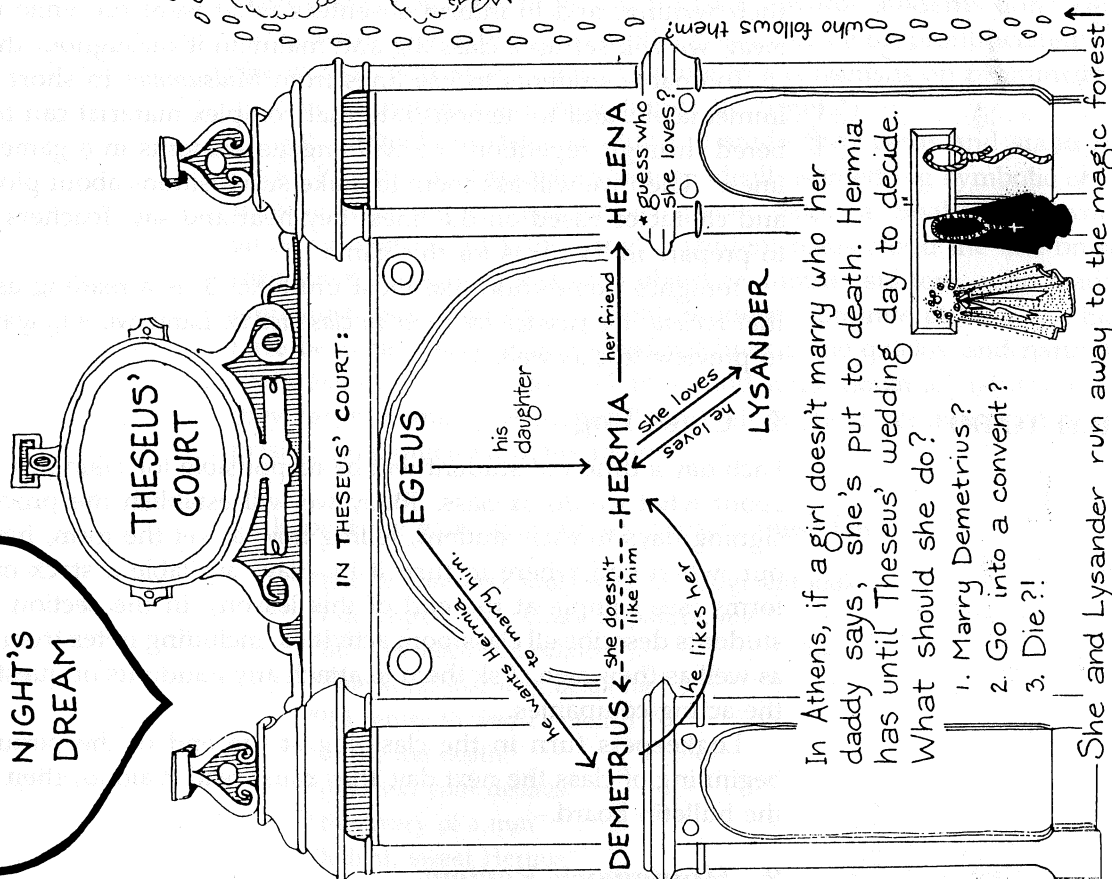 NIGHT'S
DREAM
THESEUS'
COURT
IN THESEUS' COURT:
EGEUS
his
daughter
he wants Hermia
to marry him...
DEMETRIUS
she doesn't
like him
HERMIA
her friend
HELENA
guess who
she loves?
he likes her
She loves
he loves
LYSANDER
In Athens, if a girl doesn't marry who her
daddy says, she's put to death. Hermia
has until Theseus' wedding day to decide.
What should she do?
1. Marry Demetrius?
2. Go into a convent?
3. Die?!
She and Lysander run away to the magic forest
who follows them?